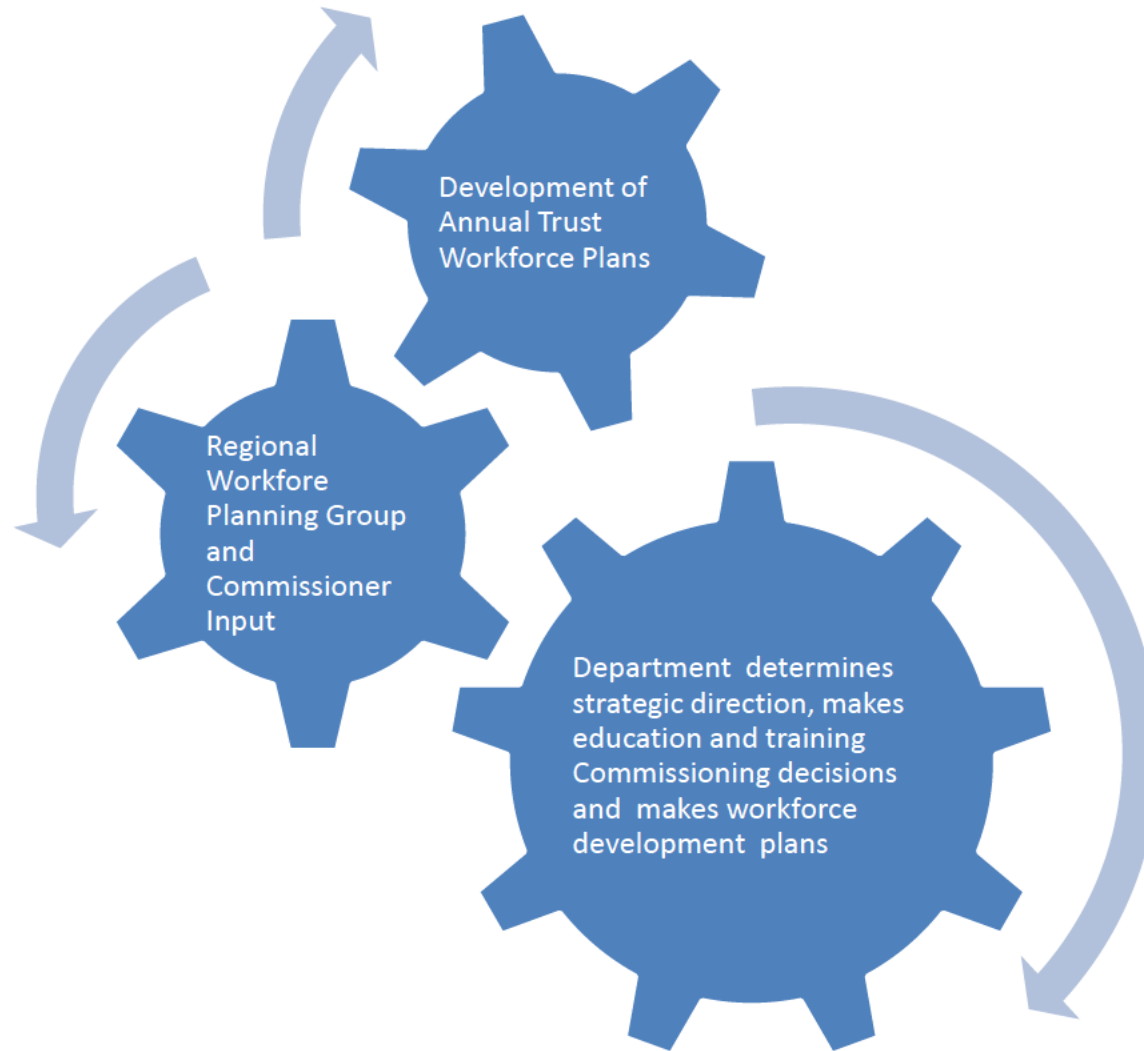 Development of
Annual Trust
Workforce Plans
Regional
Workfore
Planning Group
and
Commissioner
Input
Department  determines
strategic direction, makes
education and training
Commissioning decisions
and  makes workforce
development  plans